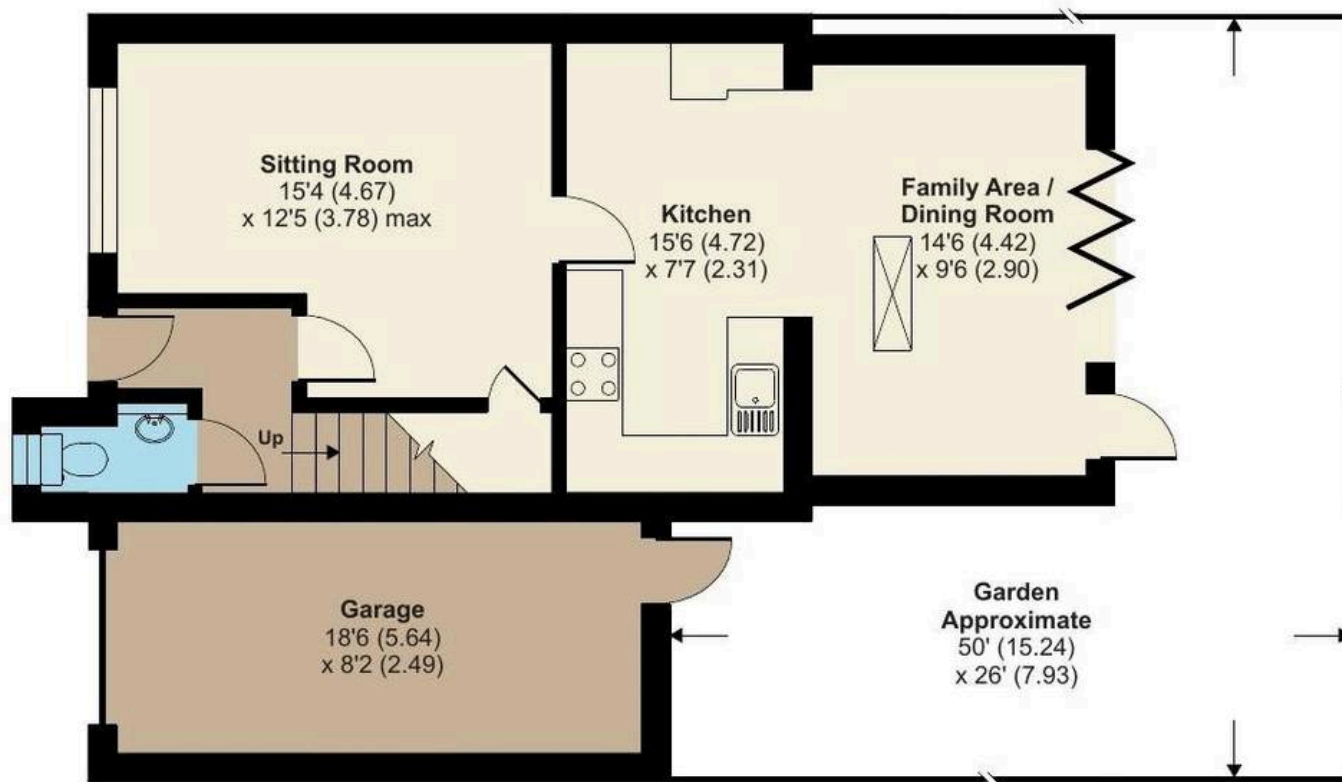 Sitting Room
15'4 (4.67)
x 12'5 (3.78) max
Kitchen
15'6 (4.72)
x 7'7 (2.31)
Family Area /
Dining Room
14'6 (4.42)
x 9'6 (2.90)
Up
Garage
18'6 (5.64)
x 8'2 (2.49)
Garden
Approximate
50' (15.24)
x 26' (7.93)